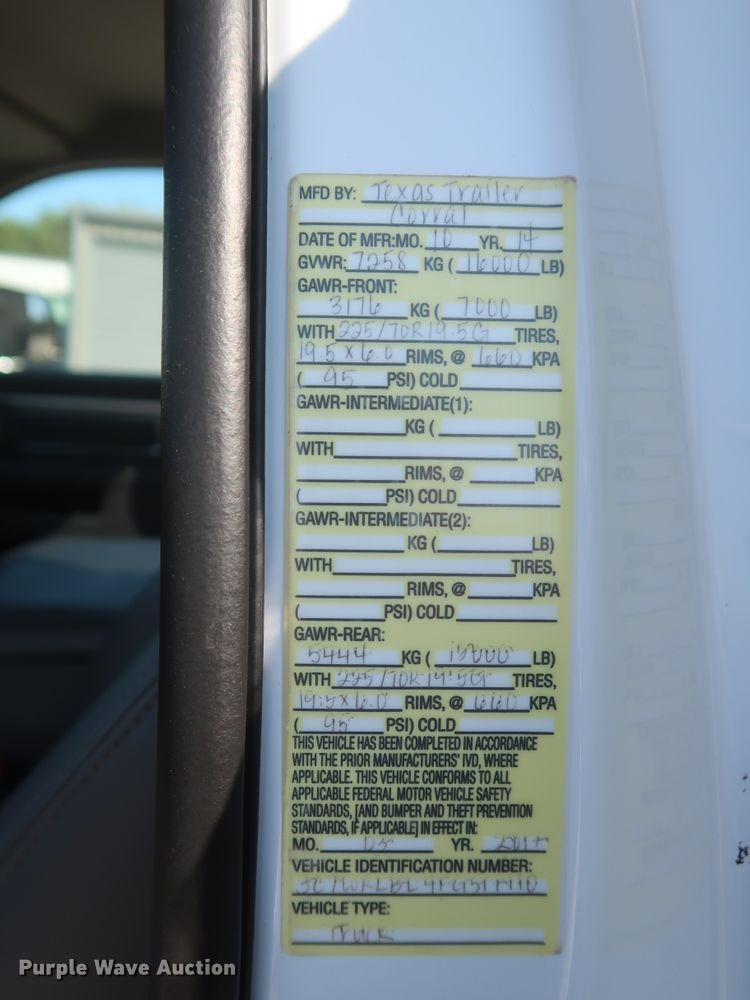 MFD BY: Texas Trailer
Corral
DATE OF MFR:MO. 10 YR. 14
GVWR: 7258 KG ( 16000 LB)
GAWR-FRONT:
3176 KG ( 7000 LB)
WITH 225/70R19.5G TIRES,
19.5x6.0 RIMS, @ 660 KPA
( 95 PSI) COLD
GAWR-INTERMEDIATE(1):
KG ( LB)
WITH TIRES,
RIMS, @ KPA
( PSI) COLD
GAWR-INTERMEDIATE(2):
KG ( LB)
WITH TIRES,
RIMS, @ KPA
( PSI) COLD
GAWR-REAR:
5444 KG ( LB)
WITH 225/70R19.5G TIRES,
19.5x6.0 RIMS, @ 660 KPA
( 95 PSI) COLD
THIS VEHICLE HAS BEEN COMPLETED IN ACCORDANCE
WITH THE PRIOR MANUFACTURERS' IVD, WHERE
APPLICABLE. THIS VEHICLE CONFORMS TO ALL
APPLICABLE FEDERAL MOTOR VEHICLE SAFETY
STANDARDS, [AND BUMPER AND THEFT PREVENTION
STANDARDS, IF APPLICABLE] IN EFFECT IN:
MO. YR.
VEHICLE IDENTIFICATION NUMBER:
VEHICLE TYPE:
Truck
Purple Wave Auction